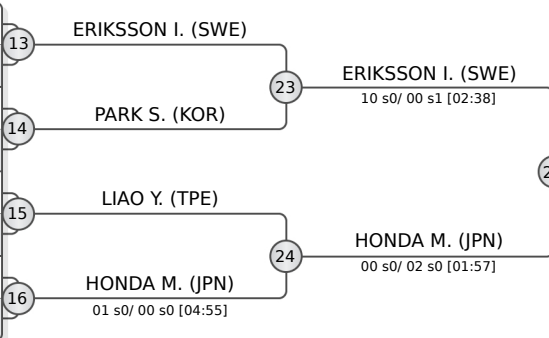 ERIKSSON I. (SWE)
13
23
ERIKSSON I. (SWE)
10 s0/ 00 s1 [02:38]
PARK S. (KOR)
14
LIAO Y. (TPE)
15
24
HONDA M. (JPN)
00 s0/ 02 s0 [01:57]
HONDA M. (JPN)
16
01 s0/ 00 s0 [04:55]